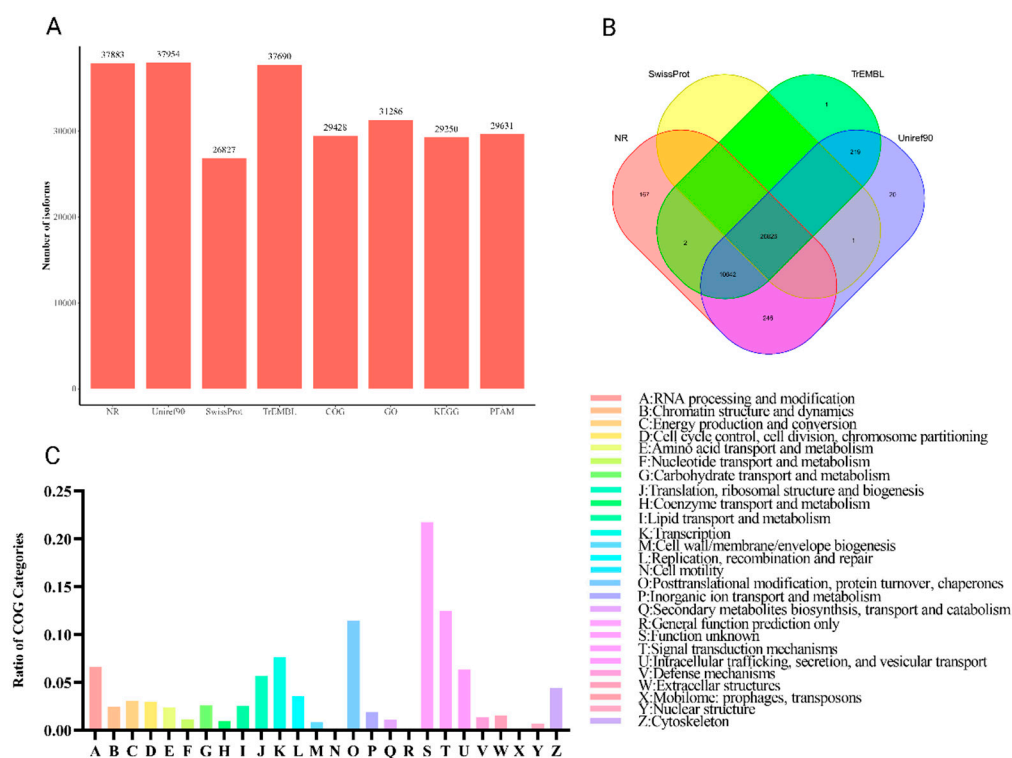 A
37883
37954
26827
37690
29428
31286
29250
29631
30000
20000
10000
0
Number of isoforms
NR
Uniref90
SwissProt
TrEMBL
COG
GO
KEGG
PFAM
B
SwissProt
TrEMBL
NR
Uniref90
1
219
167
20
2
1
246
C
0.25
0.20
0.15
0.10
0.05
0.00
Ratio of COG Categories
A B C D E F G H I J K L M N O P Q R S T U V W X Y Z
A:RNA processing and modification
B:Chromatin structure and dynamics
C:Energy production and conversion
D:Cell cycle control, cell division, chromosome partitioning
E:Amino acid transport and metabolism
F:Nucleotide transport and metabolism
G:Carbohydrate transport and metabolism
J:Translation, ribosomal structure and biogenesis
H:Coenzyme transport and metabolism
I:Lipid transport and metabolism
K:Transcription
M:Cell wall/membrane/envelope biogenesis
L:Replication, recombination and repair
N:Cell motility
O:Posttranslational modification, protein turnover, chaperones
P:Inorganic ion transport and metabolism
Q:Secondary metabolites biosynthsis, transport and catabolism
R:General function prediction only
S:Function unknown
T:Signal transduction mechanisms
U:Intracellular trafficking, secretion, and vesicular transport
V:Defense mechanisms
W:Extracellar structures
X:Mobilome: prophages, transposons
Y:Nuclear structure
Z:Cytoskeleton